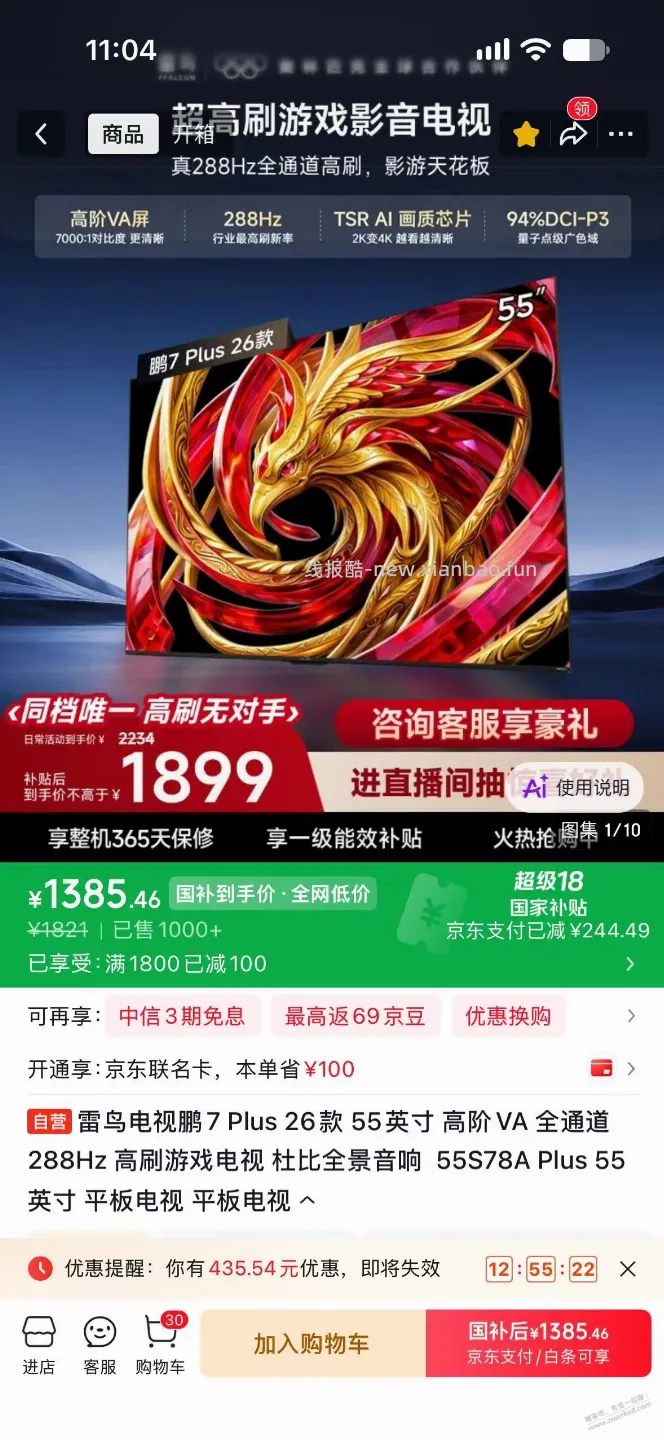 11:04
FFALCON
领
商品 开箱
超高刷游戏影音电视
真288Hz全通道高刷，影游天花板
高阶VA屏 288Hz TSR AI 画质芯片 94%DCI-P3
7000:1对比度 更清晰 行业最高刷新率 2K变4K 越看越清晰 量子点级广色域
55”
鹏7 Plus 26款
线报酷-new.xianbao.fun
同档唯一 高刷无对手
咨询客服享豪礼
日常活动到手价¥ 2234
补贴后
到手价不高于¥ 1899
进直播间抽
Ai 使用说明
享整机365天保修 享一级能效补贴 火热抢购中
图集 1/10
¥1385.46 国补到手价·全网低价
超级18
国家补贴
¥1821 | 已售1000+
京东支付已减¥244.49
已享受：满1800已减100
可再享： 中信3期免息 最高返69京豆 优惠换购
开通享：京东联名卡，本单省¥100
自营 雷鸟电视鹏7 Plus 26款 55英寸 高阶VA 全通道
288Hz 高刷游戏电视 杜比全景音响 55S78A Plus 55
英寸 平板电视 平板电视
优惠提醒：你有435.54元优惠，即将失效 12:55:22
30
进店 客服 购物车
加入购物车
国补后¥1385.46
京东支付/白条可享